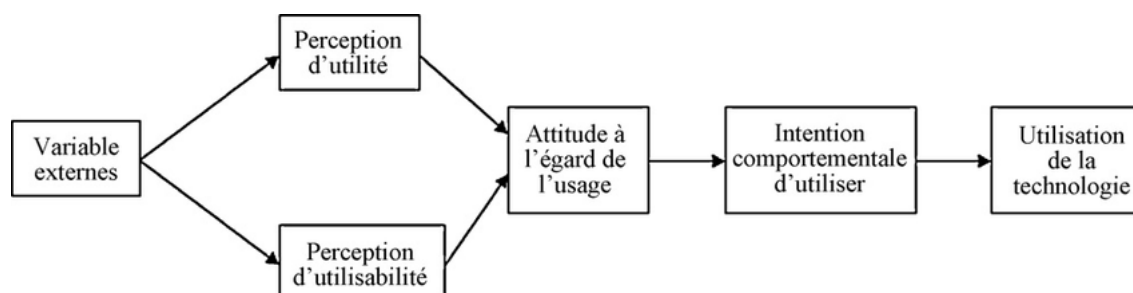 Perception
d’utilité
Variable
externes
Perception
d’utilisabilité
Attitude à
l’égard de
l’usage
Intention
comportementale
d’utiliser
Utilisation
de la
technologie